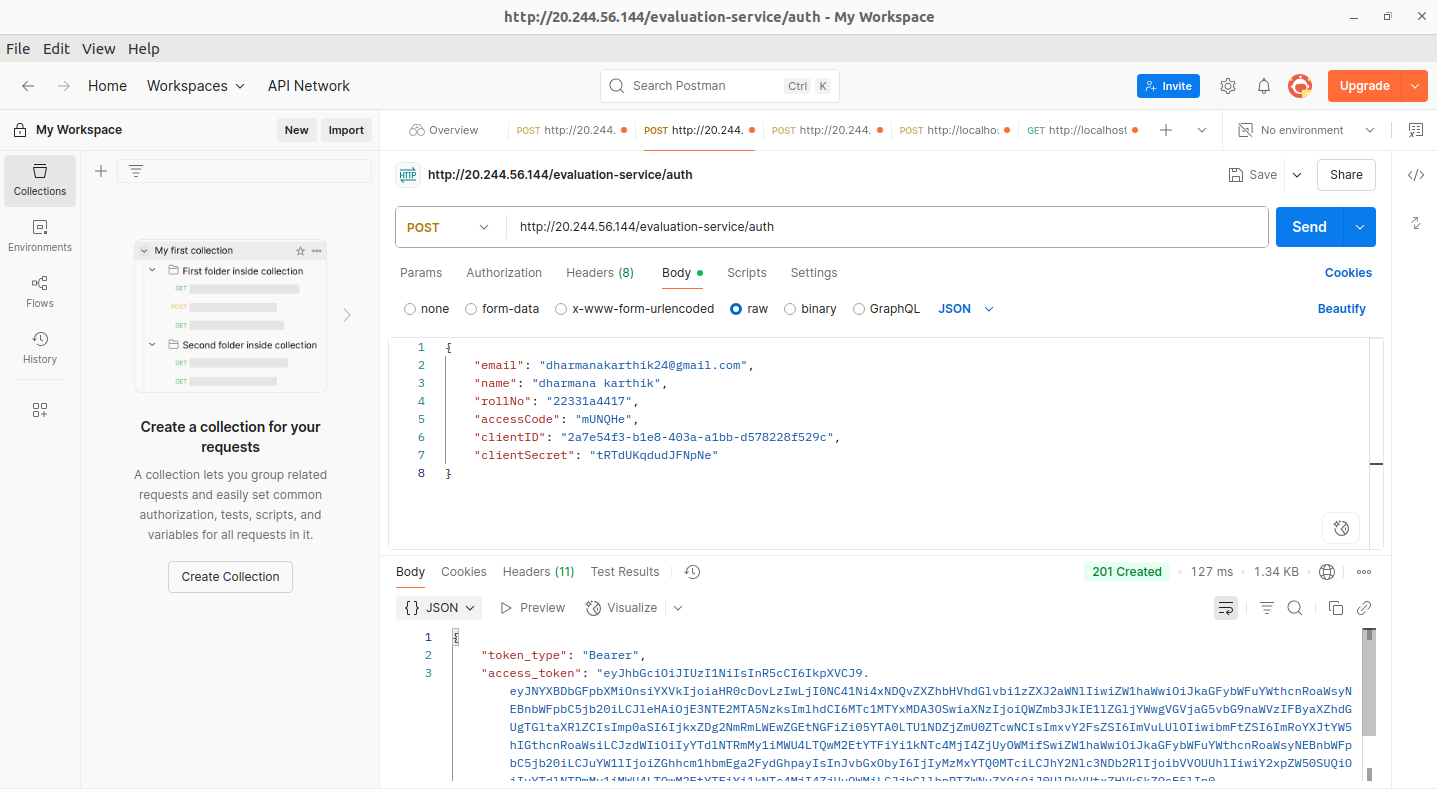 http://20.244.56.144/evaluation-service/auth - My Workspace
File Edit View Help
Home Workspaces API Network
Search Postman Ctrl K
Invite
Upgrade
My Workspace New Import
Overview POST http://20.244. POST http://20.244. POST http://20.244. POST http://localho: GET http://localhost No environment
Collections
Environments
Flows
History
My first collection
First folder inside collection
GET
POST
GET
Second folder inside collection
GET
GET
Create a collection for your
requests
A collection lets you group related
requests and easily set common
authorization, tests, scripts, and
variables for all requests in it.
Create Collection
HTTP http://20.244.56.144/evaluation-service/auth Save Share
POST http://20.244.56.144/evaluation-service/auth Send
Params Authorization Headers (8) Body Scripts Settings Cookies
none form-data x-www-form-urlencoded raw binary GraphQL JSON Beautify
1 {
2 "email": "dharmanakarthik24@gmail.com",
3 "name": "dharmana karthik",
4 "rollNo": "22331a4417",
5 "accessCode": "mUNQHe",
6 "clientID": "2a7e54f3-b1e8-403a-a1bb-d578228f529c",
7 "clientSecret": "tRTdUKqdudJFNpNe"
8 }
Body Cookies Headers (11) Test Results 201 Created 127 ms 1.34 KB
{} JSON Preview Visualize
1 {
2 "token_type": "Bearer",
3 "access_token": "eyJhbGciOiJIUzI1NiIsInR5cCI6IkpXVCJ9.